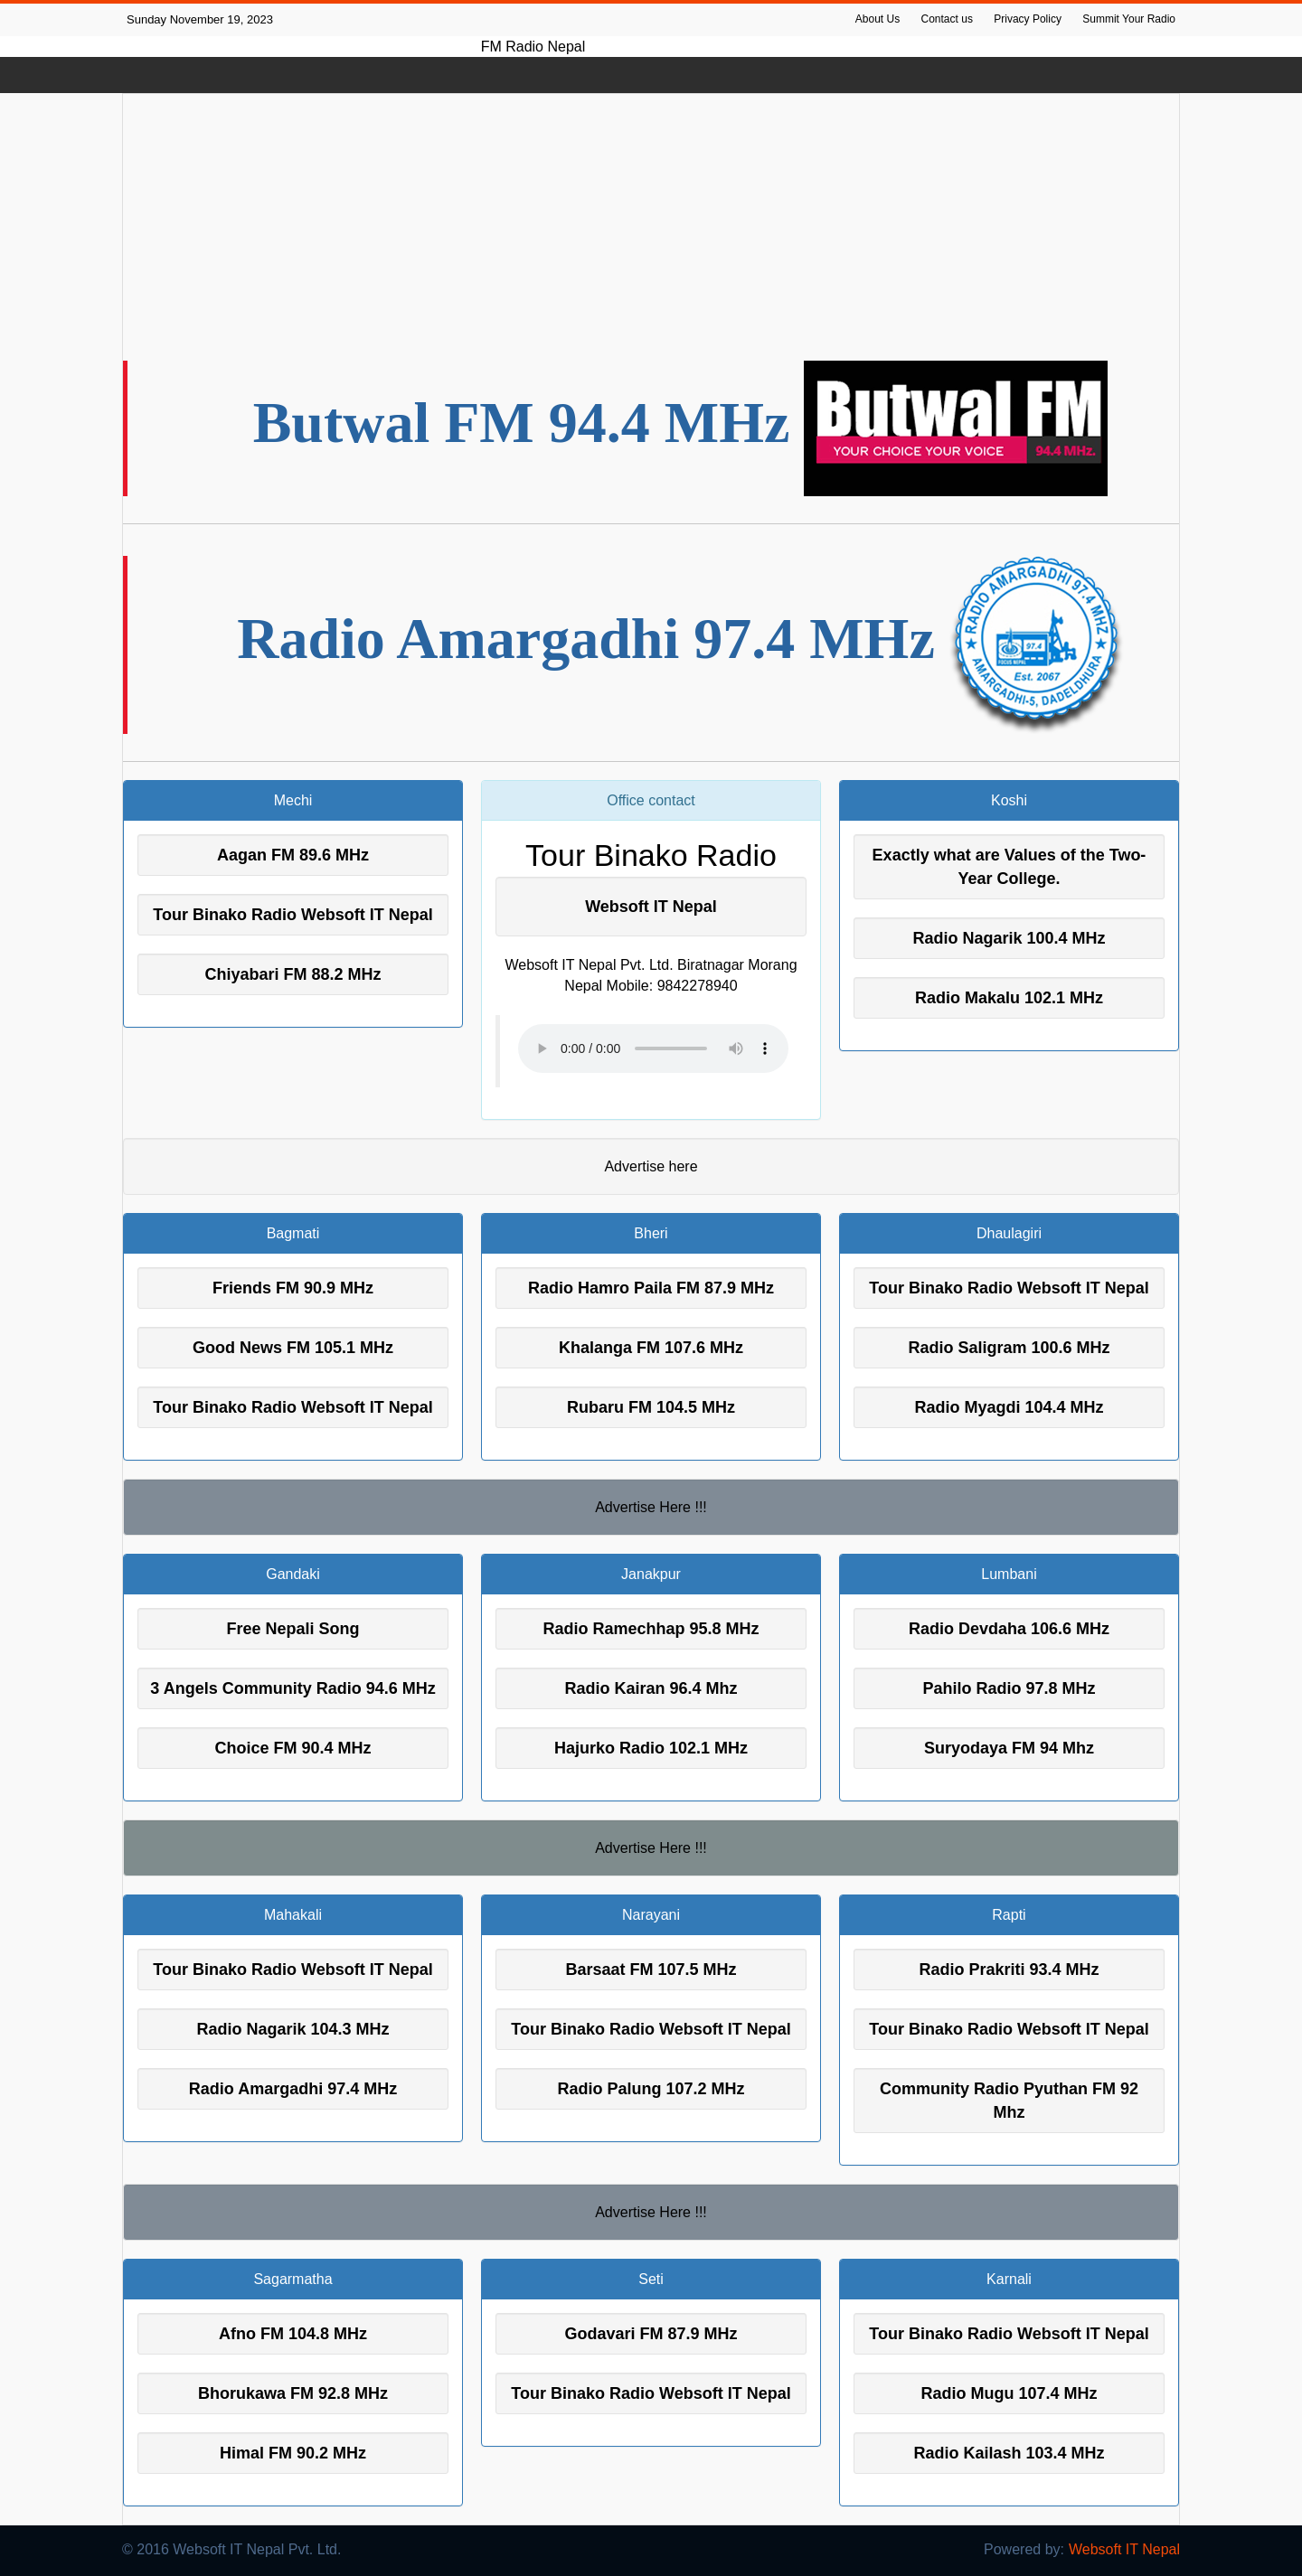 Sunday November 19, 2023
About Us
Contact us
Privacy Policy
Summit Your Radio
FM Radio Nepal
Butwal FM 94.4 MHz
Butwal FM
YOUR CHOICE YOUR VOICE
94.4 MHz.
Radio Amargadhi 97.4 MHz
RADIO AMARGADHI 97.4 MHZ
97.4
FOCUS NEPAL
Est. 2067
AMARGADHI-5, DADELDHURA
Mechi
Aagan FM 89.6 MHz
Tour Binako Radio Websoft IT Nepal
Chiyabari FM 88.2 MHz
Office contact
Tour Binako Radio
Websoft IT Nepal
Websoft IT Nepal Pvt. Ltd. Biratnagar Morang
Nepal Mobile: 9842278940
0:00 / 0:00
Koshi
Exactly what are Values of the Two-
Year College.
Radio Nagarik 100.4 MHz
Radio Makalu 102.1 MHz
Advertise here
Bagmati
Friends FM 90.9 MHz
Good News FM 105.1 MHz
Tour Binako Radio Websoft IT Nepal
Bheri
Radio Hamro Paila FM 87.9 MHz
Khalanga FM 107.6 MHz
Rubaru FM 104.5 MHz
Dhaulagiri
Tour Binako Radio Websoft IT Nepal
Radio Saligram 100.6 MHz
Radio Myagdi 104.4 MHz
Advertise Here !!!
Gandaki
Free Nepali Song
3 Angels Community Radio 94.6 MHz
Choice FM 90.4 MHz
Janakpur
Radio Ramechhap 95.8 MHz
Radio Kairan 96.4 Mhz
Hajurko Radio 102.1 MHz
Lumbani
Radio Devdaha 106.6 MHz
Pahilo Radio 97.8 MHz
Suryodaya FM 94 Mhz
Advertise Here !!!
Mahakali
Tour Binako Radio Websoft IT Nepal
Radio Nagarik 104.3 MHz
Radio Amargadhi 97.4 MHz
Narayani
Barsaat FM 107.5 MHz
Tour Binako Radio Websoft IT Nepal
Radio Palung 107.2 MHz
Rapti
Radio Prakriti 93.4 MHz
Tour Binako Radio Websoft IT Nepal
Community Radio Pyuthan FM 92
Mhz
Advertise Here !!!
Sagarmatha
Afno FM 104.8 MHz
Bhorukawa FM 92.8 MHz
Himal FM 90.2 MHz
Seti
Godavari FM 87.9 MHz
Tour Binako Radio Websoft IT Nepal
Karnali
Tour Binako Radio Websoft IT Nepal
Radio Mugu 107.4 MHz
Radio Kailash 103.4 MHz
© 2016 Websoft IT Nepal Pvt. Ltd.
Powered by: Websoft IT Nepal